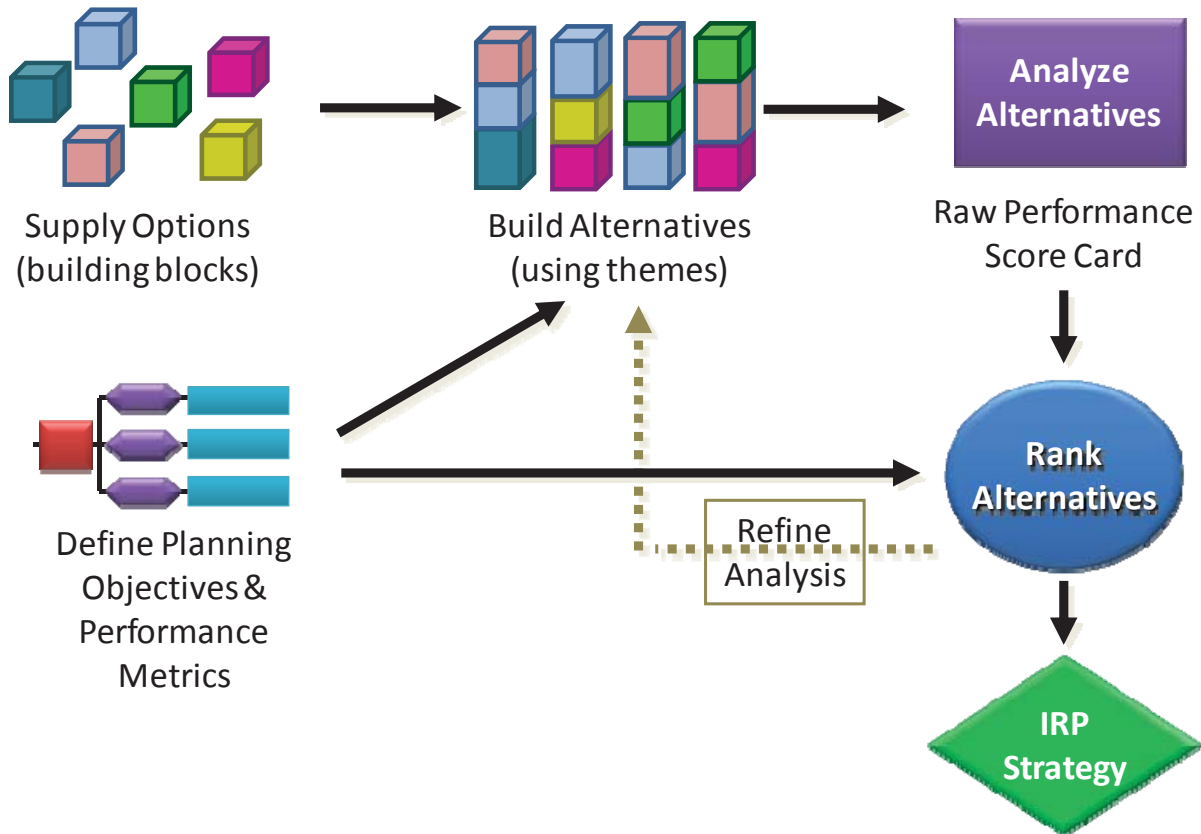 Supply Options
(building blocks)
Build Alternatives
(using themes)
Analyze
Alternatives
Raw Performance
Score Card
Define Planning
Objectives &
Performance
Metrics
Refine
Analysis
Rank
Alternatives
IRP
Strategy